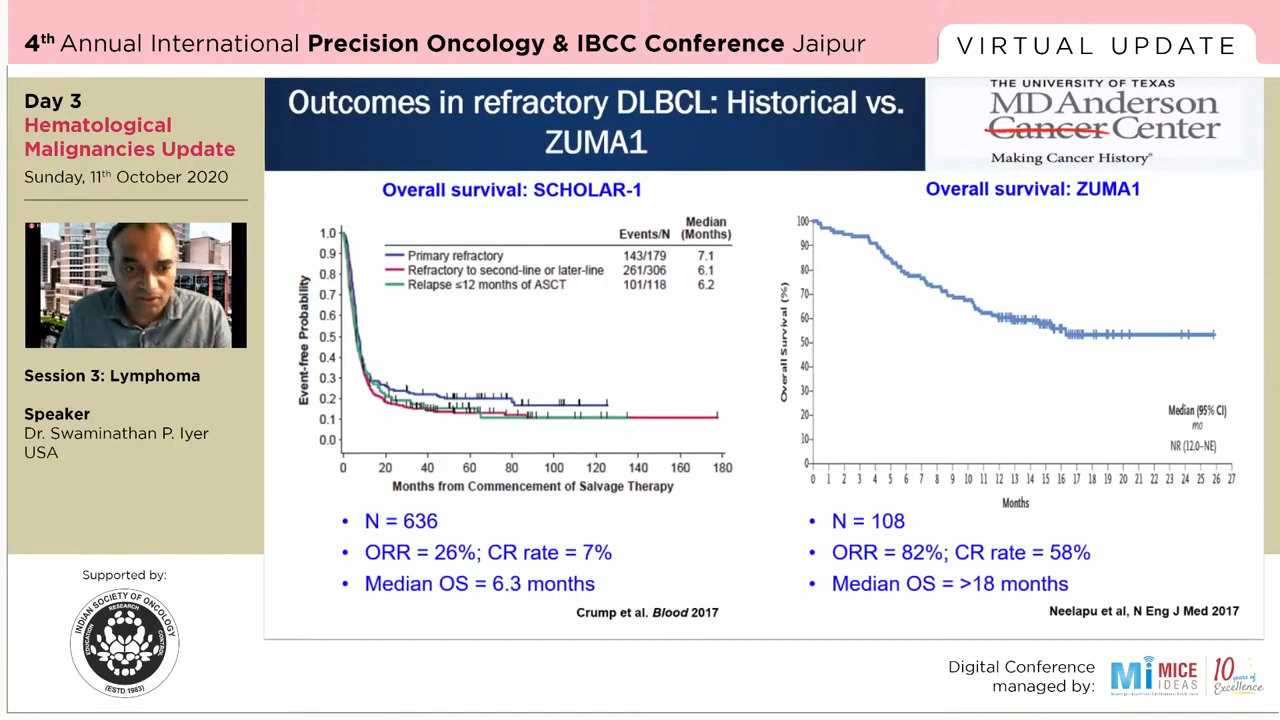 4th Annual International Precision Oncology & IBCC Conference Jaipur
VIRTUAL UPDATE
Day 3
Hematological
Malignancies Update
Sunday, 11th October 2020
Session 3: Lymphoma
Speaker
Dr. Swaminathan P. Iyer
USA
Supported by:
INDIAN SOCIETY OF ONCOLOGY
EDUCATION
RESEARCH
CONTROL
(ESTD.1983)
Outcomes in refractory DLBCL: Historical vs.
ZUMA1
THE UNIVERSITY OF TEXAS
MD Anderson
Cancer Center
Making Cancer History®
Overall survival: SCHOLAR-1
Events/N
Median
(Months)
Primary refractory 143/179 7.1
Refractory to second-line or later-line 261/306 6.1
Relapse ≤12 months of ASCT 101/118 6.2
Event-free Probability
1.0
0.9
0.8
0.7
0.6
0.5
0.4
0.3
0.2
0.1
0.0
0 20 40 60 80 100 120 140 160 180
Months from Commencement of Salvage Therapy
• N = 636
• ORR = 26%; CR rate = 7%
• Median OS = 6.3 months
Crump et al. Blood 2017
Overall survival: ZUMA1
Overall Survival (%)
100
90
80
70
60
50
40
30
20
10
0
Median (95% CI)
mo
NR (12.0–NE)
0 1 2 3 4 5 6 7 8 9 10 11 12 13 14 15 16 17 18 19 20 21 22 23 24 25 26 27
Months
• N = 108
• ORR = 82%; CR rate = 58%
• Median OS = >18 months
Neelapu et al, N Eng J Med 2017
Digital Conference
managed by:
Mi MICE
IDEAS
10 years of
Excellence